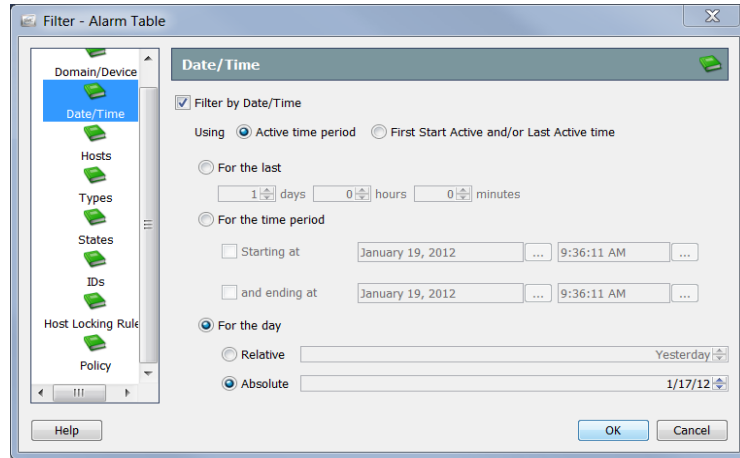 Filter - Alarm Table
Domain/Device
Date/Time
Hosts
Types
States
IDs
Host Locking Rule
Policy
Date/Time
Filter by Date/Time
Using Active time period First Start Active and/or Last Active time
For the last
1 days 0 hours 0 minutes
For the time period
Starting at January 19, 2012 ... 9:36:11 AM ...
and ending at January 19, 2012 ... 9:36:11 AM ...
For the day
Relative Yesterday
Absolute 1/17/12
Help OK Cancel